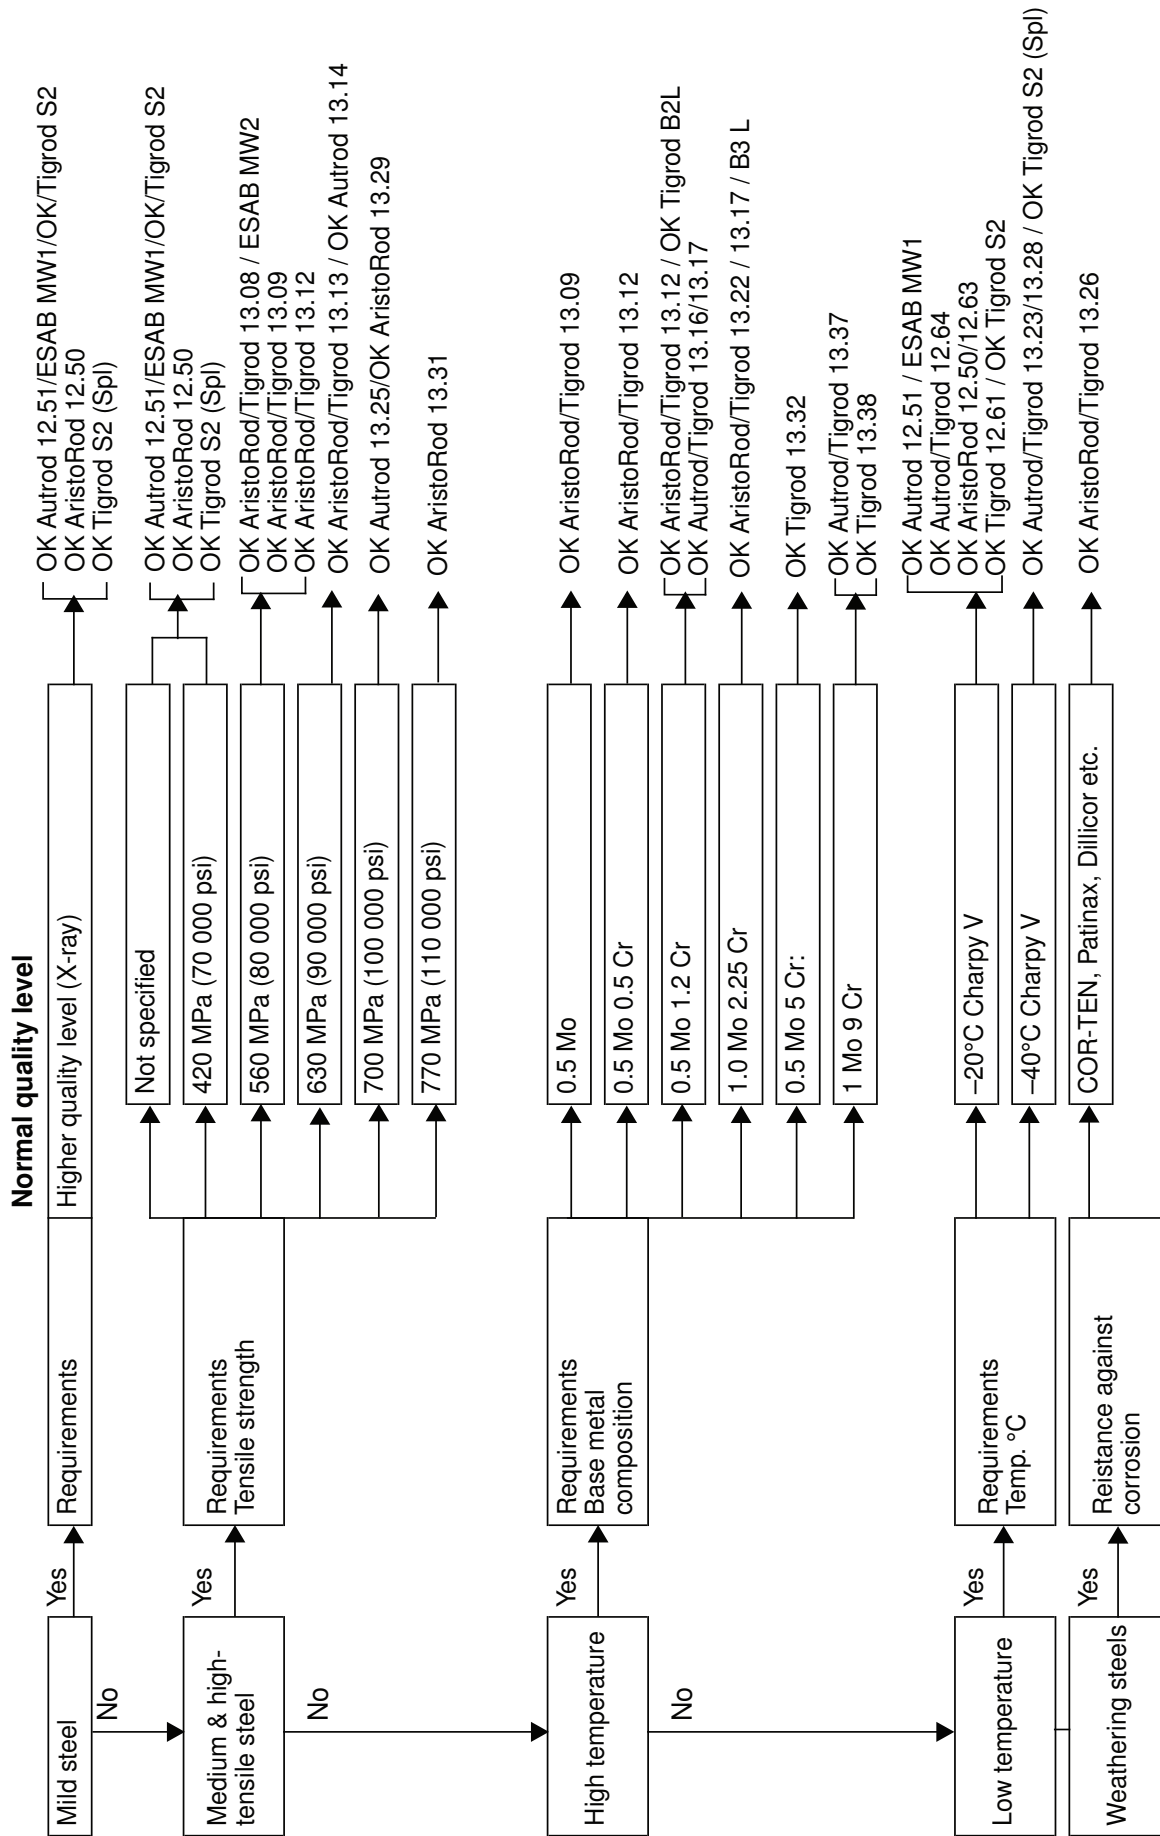 Normal quality level
Mild steel
Yes
Requirements
Higher quality level (X-ray)
OK Autrod 12.51/ESAB MW1/OK/Tigrod S2
OK AristoRod 12.50
OK Tigrod S2 (Spl)
No
Medium & high-
tensile steel
Yes
Requirements
Tensile strength
Not specified
420 MPa (70 000 psi)
OK Autrod 12.51/ESAB MW1/OK/Tigrod S2
OK AristoRod 12.50
OK Tigrod S2 (Spl)
560 MPa (80 000 psi)
OK AristoRod/Tigrod 13.08 / ESAB MW2
OK AristoRod/Tigrod 13.09
OK AristoRod/Tigrod 13.12
630 MPa (90 000 psi)
OK AristoRod/Tigrod 13.13 / OK Autrod 13.14
700 MPa (100 000 psi)
OK Autrod 13.25/OK AristoRod 13.29
770 MPa (110 000 psi)
OK AristoRod 13.31
No
High temperature
Yes
Requirements
Base metal
composition
0.5 Mo
OK AristoRod/Tigrod 13.09
0.5 Mo 0.5 Cr
OK AristoRod/Tigrod 13.12
0.5 Mo 1.2 Cr
OK AristoRod/Tigrod 13.12 / OK Tigrod B2L
OK Autrod/Tigrod 13.16/13.17
1.0 Mo 2.25 Cr
OK AristoRod/Tigrod 13.22 / 13.17 / B3 L
0.5 Mo 5 Cr:
OK Tigrod 13.32
1 Mo 9 Cr
OK Autrod/Tigrod 13.37
OK Tigrod 13.38
No
Low temperature
Yes
Requirements
Temp. °C
–20°C Charpy V
OK Autrod 12.51 / ESAB MW1
OK Autrod/Tigrod 12.64
OK AristoRod 12.50/12.63
OK Tigrod 12.61 / OK Tigrod S2
–40°C Charpy V
OK Autrod/Tigrod 13.23/13.28 / OK Tigrod S2 (Spl)
Weathering steels
Yes
Reistance against
corrosion
COR-TEN, Patinax, Dillicor etc.
OK AristoRod/Tigrod 13.26